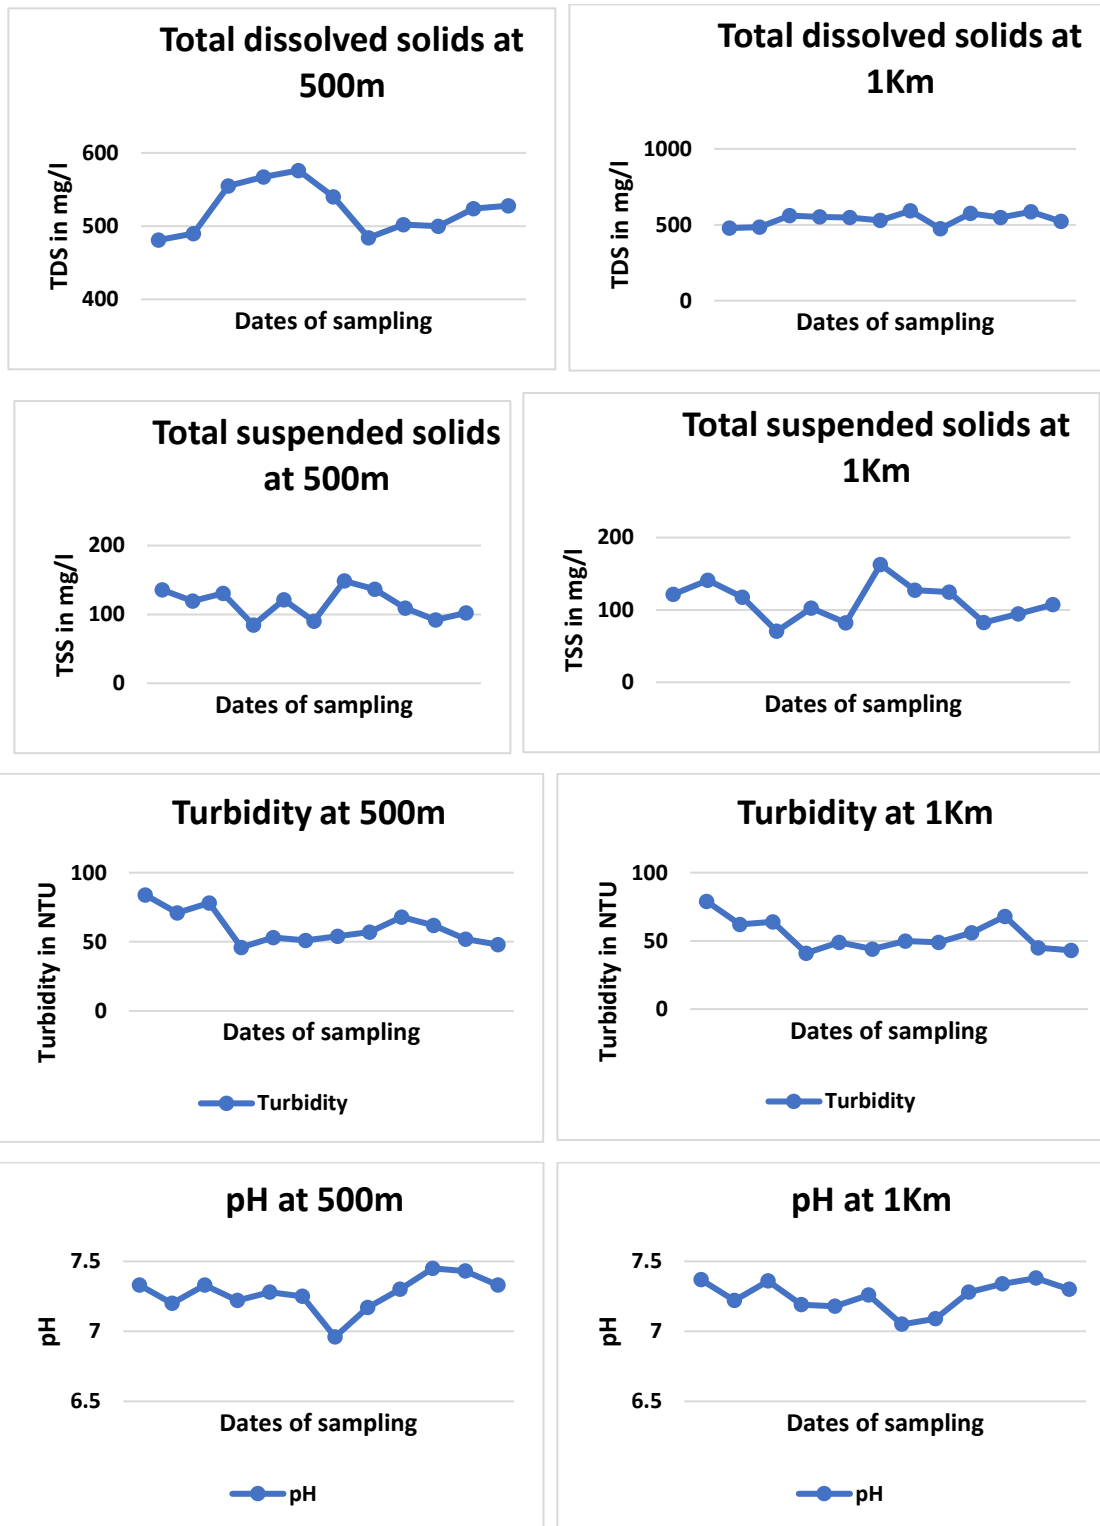 Total dissolved solids at
500m
600
500
400
TDS in mg/l
Dates of sampling
Total dissolved solids at
1Km
1000
500
0
TDS in mg/l
Dates of sampling
Total suspended solids
at 500m
200
100
0
TSS in mg/l
Dates of sampling
Total suspended solids at
1Km
200
100
0
TSS in mg/l
Dates of sampling
Turbidity at 500m
100
50
0
Turbidity in NTU
Dates of sampling
Turbidity
Turbidity at 1Km
100
50
0
Turbidity in NTU
Dates of sampling
Turbidity
pH at 500m
7.5
7
6.5
pH
Dates of sampling
pH
pH at 1Km
7.5
7
6.5
pH
Dates of sampling
pH